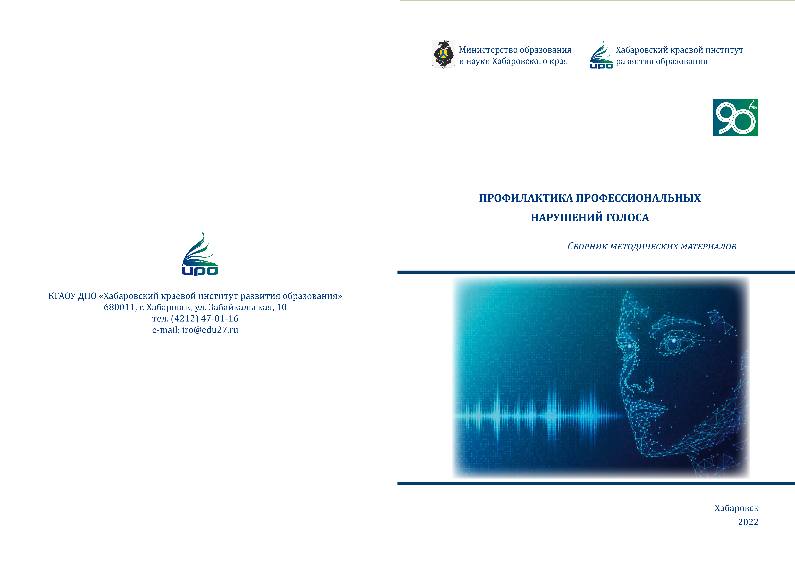 Министерство образования
и науки Хабаровского края
Хабаровский краевой институт
развития образования
иро
90
ПРОФИЛАКТИКА ПРОФЕССИОНАЛЬНЫХ
НАРУШЕНИЙ ГОЛОСА
Сборник методических материалов
Хабаровск
2022
иро
КГАОУ ДПО «Хабаровский краевой институт развития образования»
680011, г. Хабаровск, ул. Забайкальская, 10
тел. (4212) 47-01-16
e-mail: iro@edu27.ru